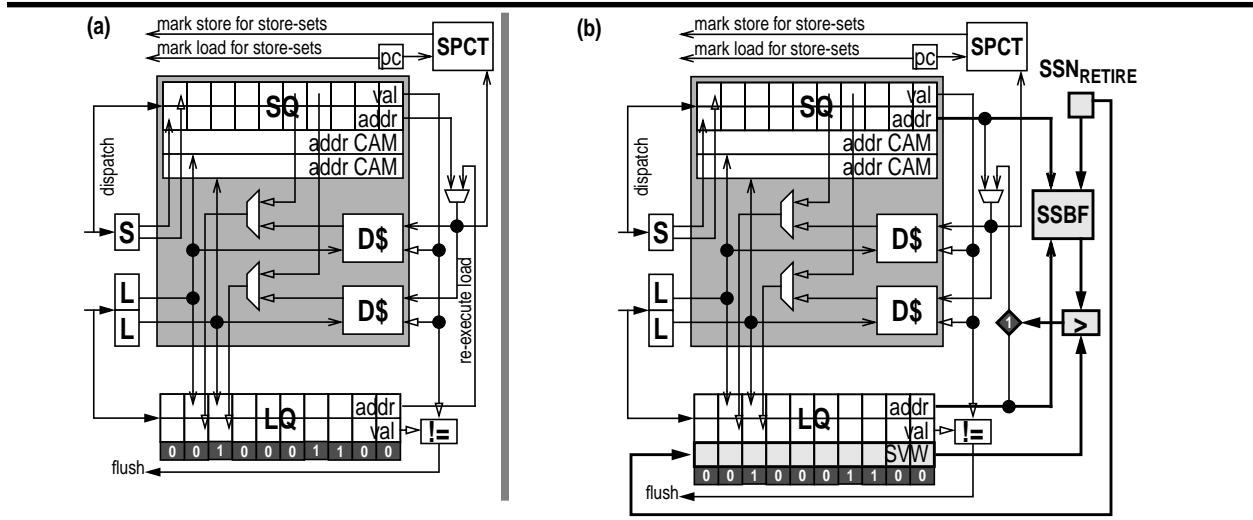 (a)
mark store for store-sets
mark load for store-sets
pc
SPCT
SQ
val
addr
addr CAM
addr CAM
dispatch
S
D$
L
L
D$
re-execute load
LQ
addr
val
!=
0 0 1 0 0 0 1 1 0 0
flush
(b)
mark store for store-sets
mark load for store-sets
pc
SPCT
SSNRETIRE
SQ
val
addr
addr CAM
addr CAM
dispatch
S
D$
SSBF
L
L
D$
1
>
LQ
addr
val
!=
SVW
0 0 1 0 0 0 1 1 0 0
flush